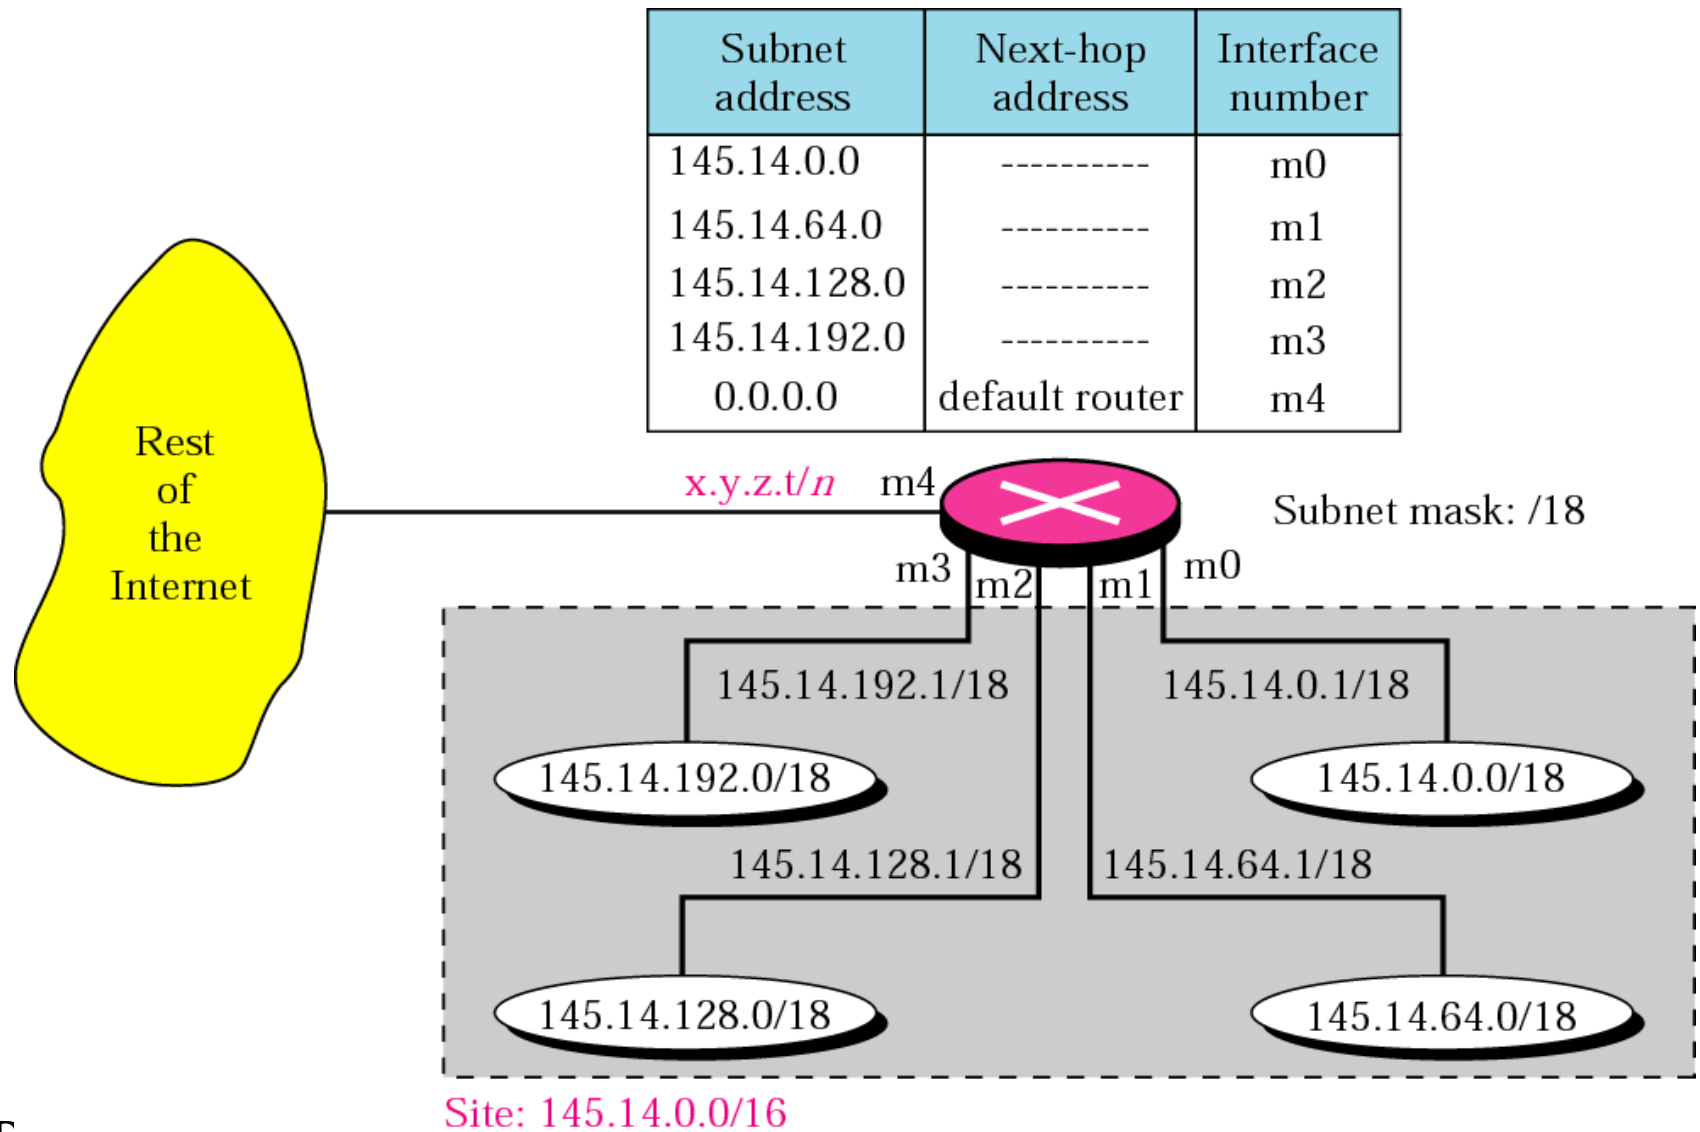 Subnet address
Next-hop address
Interface number
145.14.0.0 ---------- m0
145.14.64.0 ---------- m1
145.14.128.0 ---------- m2
145.14.192.0 ---------- m3
0.0.0.0 default router m4
Rest
of
the
Internet
x.y.z.t/n
m4
Subnet mask: /18
m3
m2
m1
m0
145.14.192.1/18
145.14.0.1/18
145.14.192.0/18
145.14.0.0/18
145.14.128.1/18
145.14.64.1/18
145.14.128.0/18
145.14.64.0/18
Site: 145.14.0.0/16